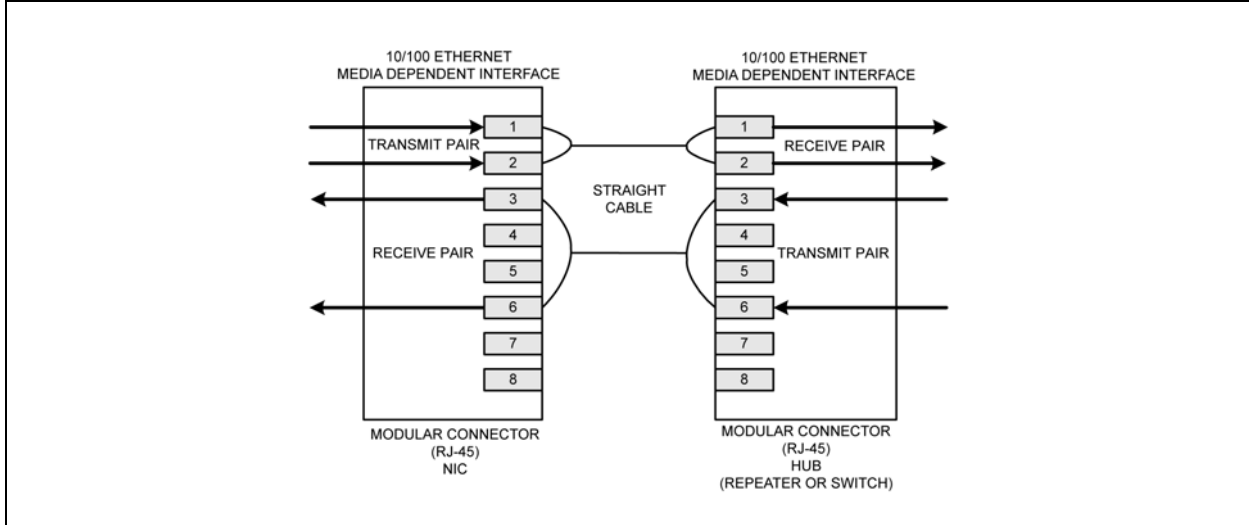 10/100 ETHERNET
MEDIA DEPENDENT INTERFACE
1
TRANSMIT PAIR
2
3
4
RECEIVE PAIR
5
6
7
8
MODULAR CONNECTOR
(RJ-45)
NIC
STRAIGHT
CABLE
10/100 ETHERNET
MEDIA DEPENDENT INTERFACE
1
RECEIVE PAIR
2
3
4
TRANSMIT PAIR
5
6
7
8
MODULAR CONNECTOR
(RJ-45)
HUB
(REPEATER OR SWITCH)